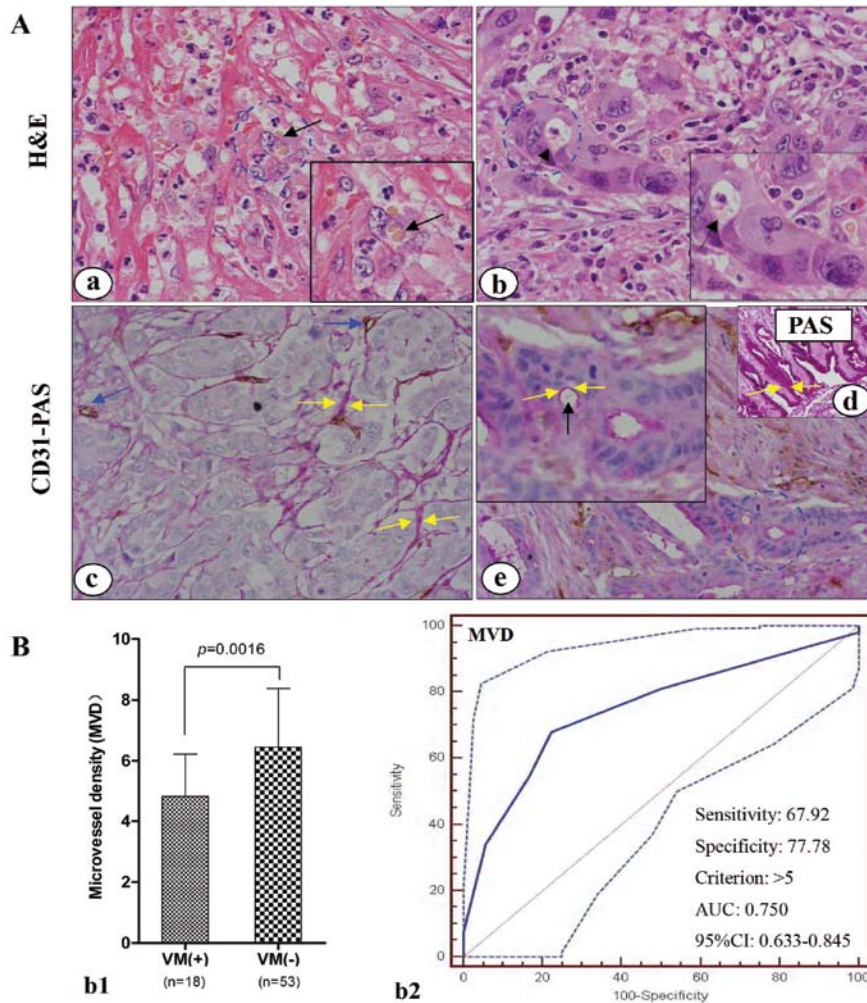 A
H&E
a
b
CD31-PAS
c
PAS
d
e
B
10
8
6
4
2
0
Microvessel density (MVD)
p=0.0016
VM(+)
VM(-)
(n=18)
(n=53)
b1
MVD
100
80
60
40
20
0
Sensitivity
Sensitivity: 67.92
Specificity: 77.78
Criterion: >5
AUC: 0.750
95%CI: 0.633-0.845
0 20 40 60 80 100
100-Specificity
b2